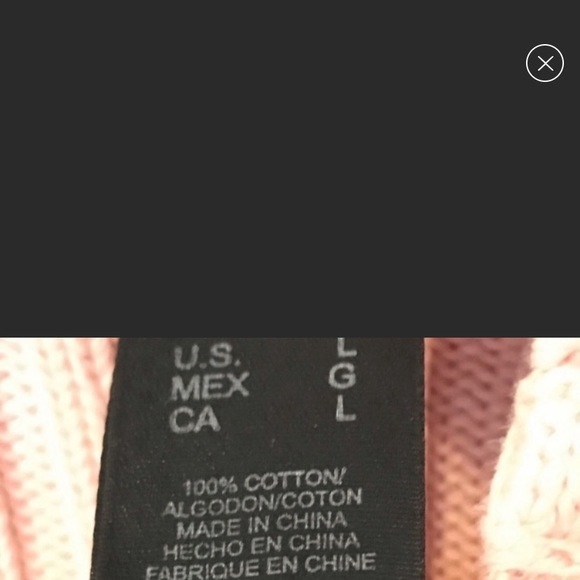 U.S. L
MEX G
CA L
100% COTTON/
ALGODON/COTON
MADE IN CHINA
HECHO EN CHINA
FABRIQUE EN CHINE